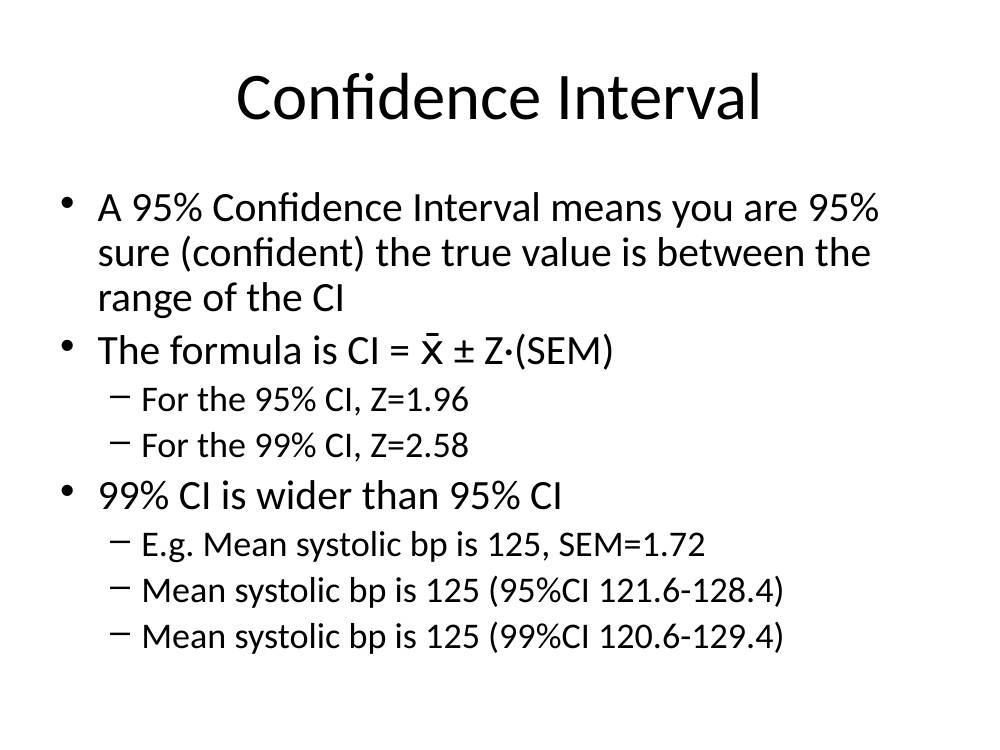 Confidence Interval
• A 95% Confidence Interval means you are 95%
sure (confident) the true value is between the
range of the CI
• The formula is CI = x̄ ± Z·(SEM)
– For the 95% CI, Z=1.96
– For the 99% CI, Z=2.58
• 99% CI is wider than 95% CI
– E.g. Mean systolic bp is 125, SEM=1.72
– Mean systolic bp is 125 (95%CI 121.6-128.4)
– Mean systolic bp is 125 (99%CI 120.6-129.4)